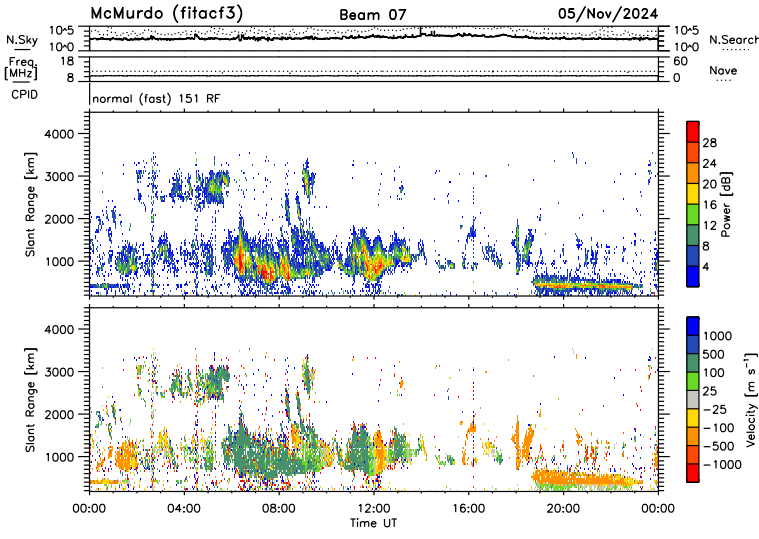 McMurdo (fitacf3) Beam 07 05/Nov/2024
N.Sky 10^5 10^0 10^5 10^0 N.Search
Freq. [MHz] 18 8 60 0 Nave
CPID normal (fast) 151 RF
Slant Range [km] 4000 3000 2000 1000
Power [dB] 28 24 20 16 12 8 4
Slant Range [km] 4000 3000 2000 1000
Velocity [m s⁻¹] 1000 500 100 25 −25 −100 −500 −1000
00:00 04:00 08:00 12:00 16:00 20:00 00:00
Time UT